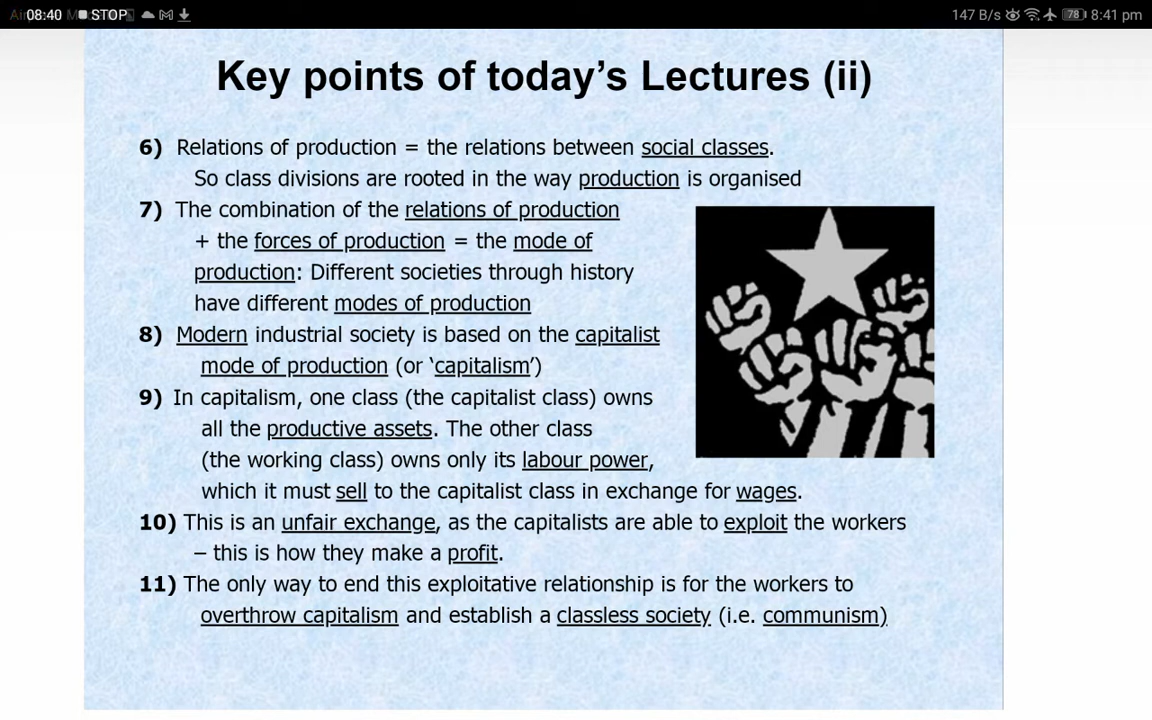 08:40 STOP
147 B/s 78 8:41 pm
Key points of today's Lectures (ii)
6) Relations of production = the relations between social classes.
So class divisions are rooted in the way production is organised
7) The combination of the relations of production
+ the forces of production = the mode of
production: Different societies through history
have different modes of production
8) Modern industrial society is based on the capitalist
mode of production (or ‘capitalism’)
9) In capitalism, one class (the capitalist class) owns
all the productive assets. The other class
(the working class) owns only its labour power,
which it must sell to the capitalist class in exchange for wages.
10) This is an unfair exchange, as the capitalists are able to exploit the workers
– this is how they make a profit.
11) The only way to end this exploitative relationship is for the workers to
overthrow capitalism and establish a classless society (i.e. communism)